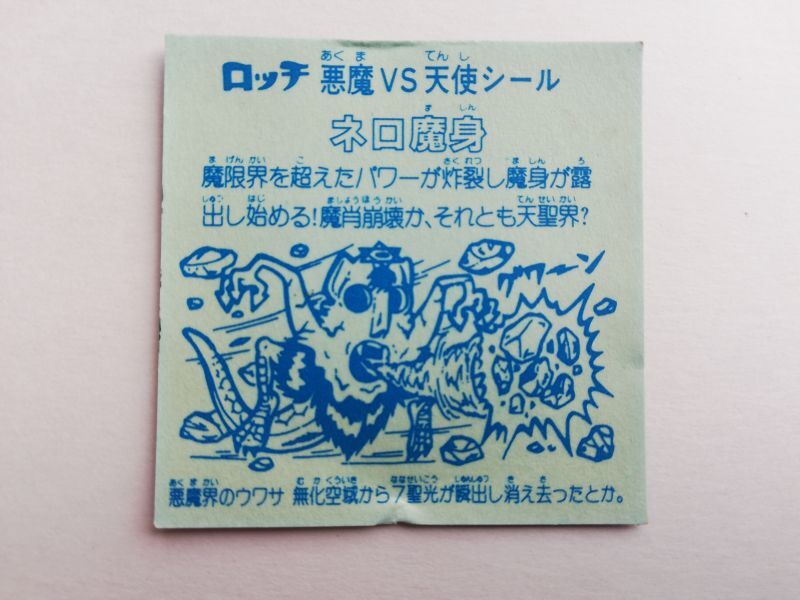 ロッチ 悪魔VS天使シール
ネロ魔身
魔限界を超えたパワーが炸裂し魔身が露
出し始める!魔肖崩壊か、それとも天聖界?
グワーン
悪魔界のウワサ 無化空域から7聖光が瞬出し消え去ったとか。